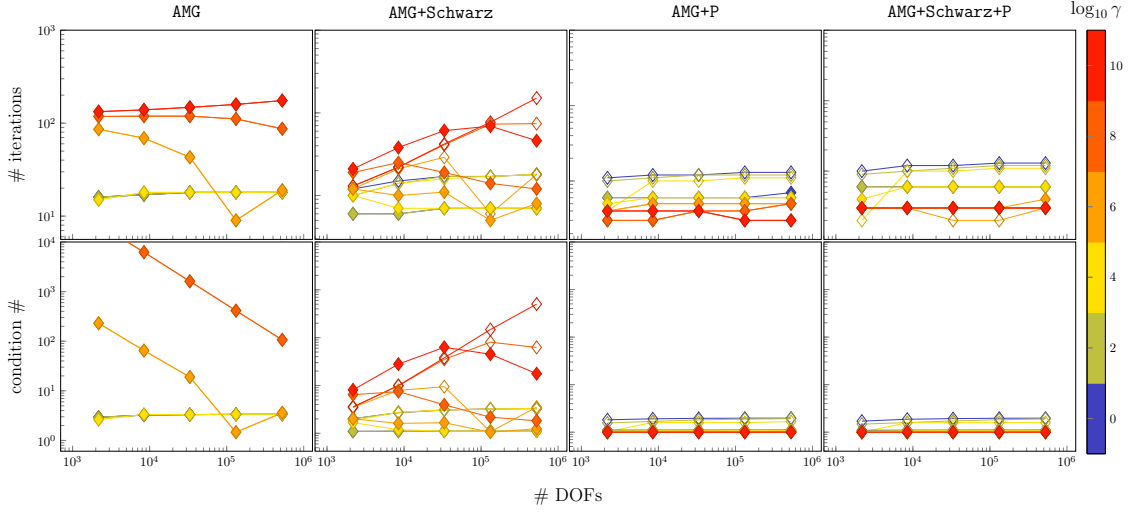 AMG
AMG+Schwarz
AMG+P
AMG+Schwarz+P
log₁₀ γ
# iterations
10³
10²
10¹
condition #
10⁴
10³
10²
10¹
10⁰
10³ 10⁴ 10⁵ 10⁶
10³ 10⁴ 10⁵ 10⁶
10³ 10⁴ 10⁵ 10⁶
10³ 10⁴ 10⁵ 10⁶
# DOFs
10
8
6
4
2
0